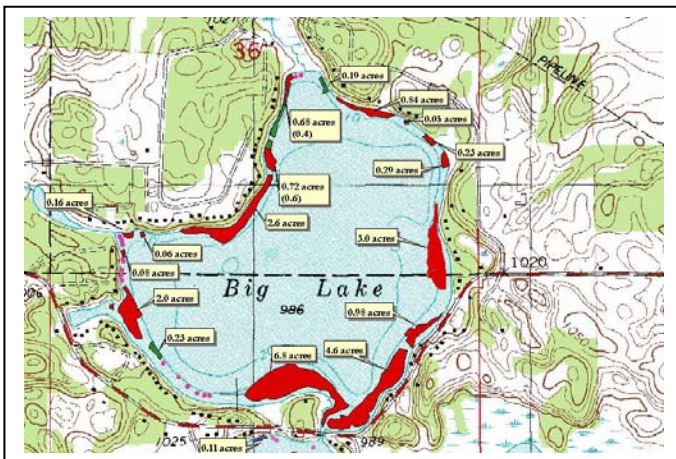 1021
36
0.19 acres
PIPELINE
0.84 acres
0.68 acres
(0.4)
0.05 acres
0.25 acres
0.29 acres
0.72 acres
(0.6)
0.16 acres
2.6 acres
3.0 acres
0.06 acres
0.08 acres
1020
Big Lake
986
2.0 acres
0.98 acres
0.23 acres
6.8 acres
4.6 acres
1025
989
0.11 acres